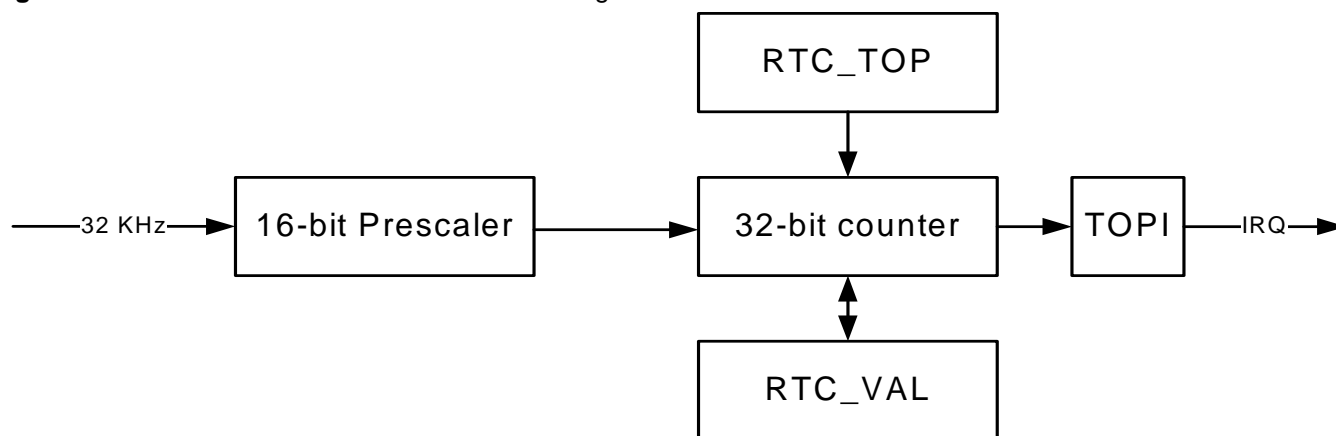 RTC_TOP
32 KHz
16-bit Prescaler
32-bit counter
TOPI
IRQ
RTC_VAL